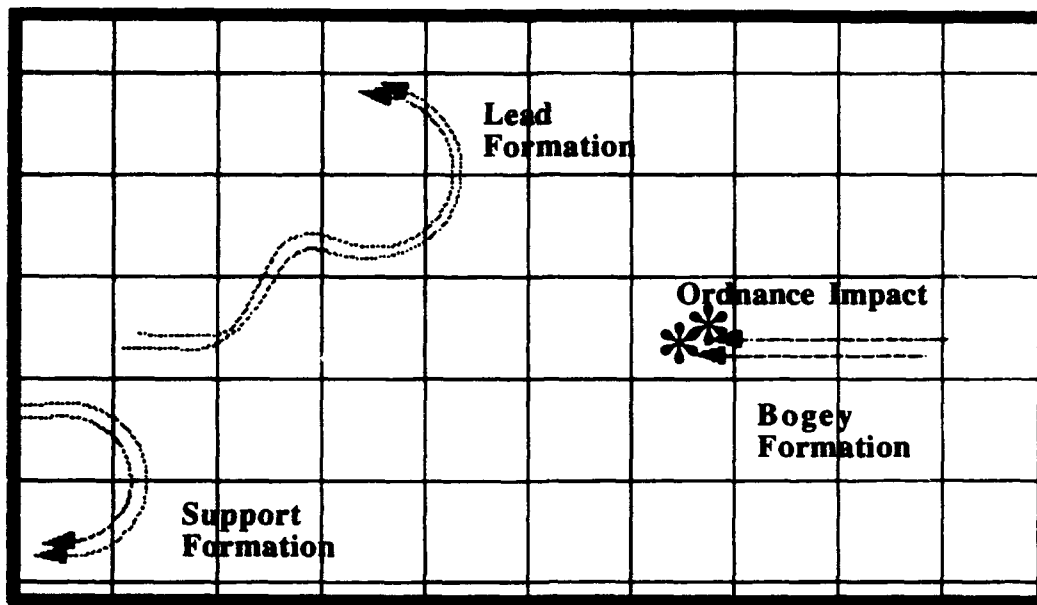 Lead
Formation
Ordnance Impact
Bogey
Formation
Support
Formation